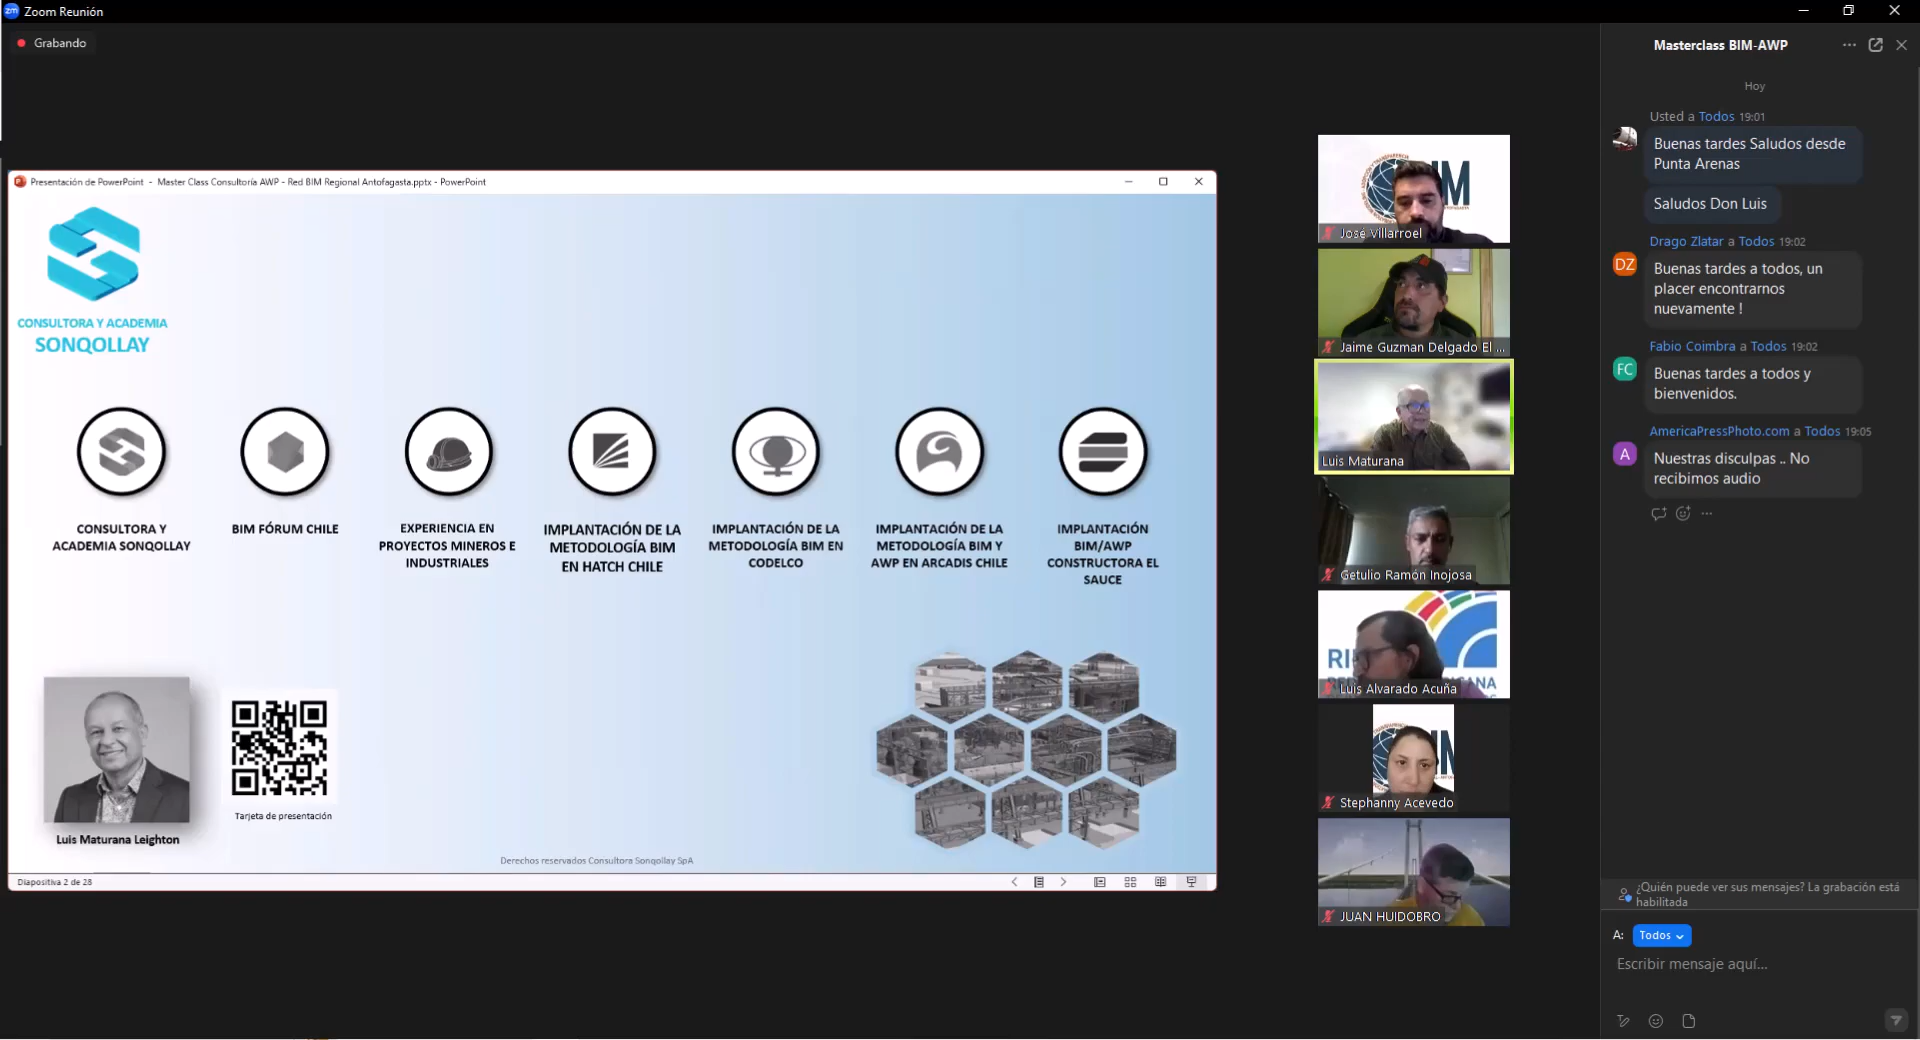 Zoom Reunión
Grabando
Presentación de PowerPoint - Master Class Consultoría AWP - Red BIM Regional Antofagasta.pptx - PowerPoint
CONSULTORA Y ACADEMIA
SONQOLLAY
CONSULTORA Y
ACADEMIA SONQOLLAY
BIM FÓRUM CHILE
EXPERIENCIA EN
PROYECTOS MINEROS E
INDUSTRIALES
IMPLANTACIÓN DE LA
METODOLOGÍA BIM
EN HATCH CHILE
IMPLANTACIÓN DE LA
METODOLOGÍA BIM EN
CODELCO
IMPLANTACIÓN DE LA
METODOLOGÍA BIM Y
AWP EN ARCADIS CHILE
IMPLANTACIÓN
BIM/AWP
CONSTRUCTORA EL
SAUCE
Luis Maturana Leighton
Tarjeta de presentación
Derechos reservados Consultora Sonqollay SpA
Diapositiva 2 de 28
José Villarroel
Jaime Guzman Delgado El ...
Luis Maturana
Getulio Ramón Inojosa
Luis Alvarado Acuña
Stephanny Acevedo
JUAN HUIDOBRO
Masterclass BIM-AWP
Hoy
Usted a Todos 19:01
Buenas tardes Saludos desde
Punta Arenas
Saludos Don Luis
Drago Zlatar a Todos 19:02
DZ
Buenas tardes a todos, un
placer encontrarnos
nuevamente !
Fabio Coimbra a Todos 19:02
FC
Buenas tardes a todos y
bienvenidos.
AmericaPressPhoto.com a Todos 19:05
A
Nuestras disculpas .. No
recibimos audio
¿Quién puede ver sus mensajes? La grabación está
habilitada
A: Todos
Escribir mensaje aquí...